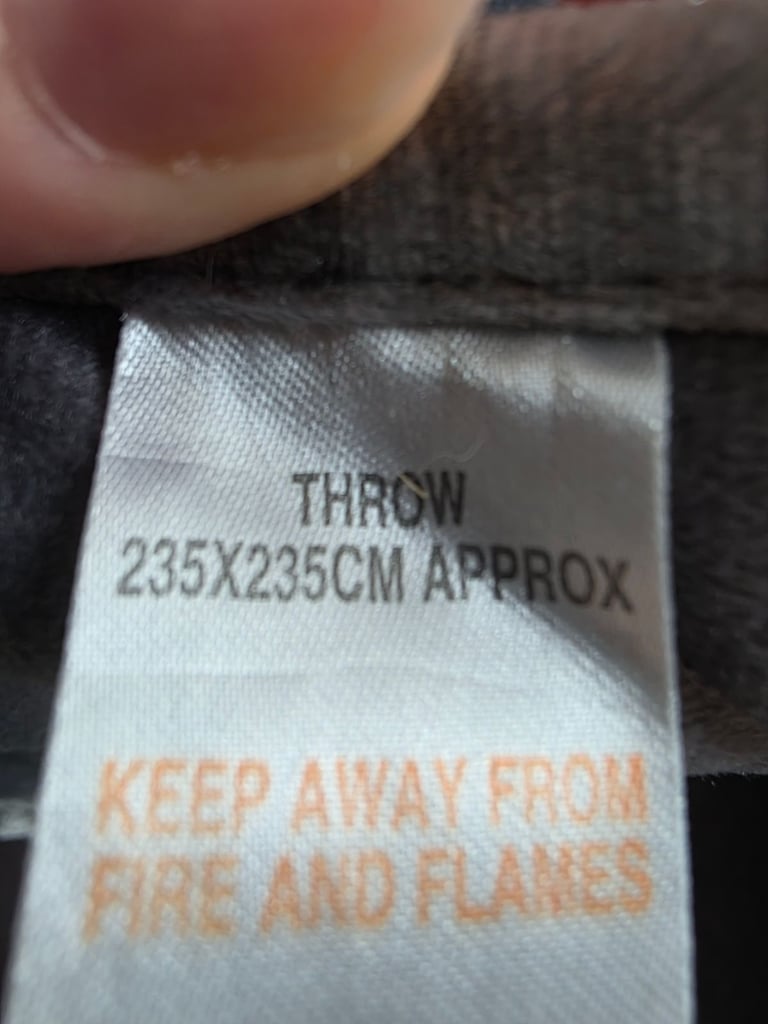 THROW
235X235CM APPROX
KEEP AWAY FROM
FIRE AND FLAMES